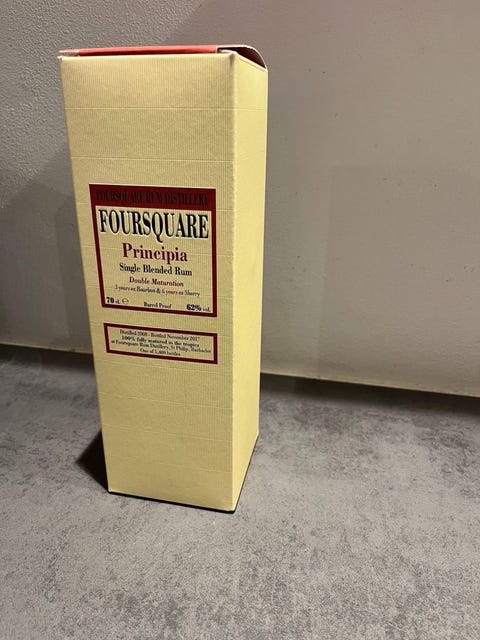 FOURSQUARE RUM DISTILLERY
FOURSQUARE
Principia
Single Blended Rum
Double Maturation
3 years ex Bourbon & 6 years ex Sherry
70 cl. ℮ Barrel Proof 62% vol.
Distilled 2008 - Bottled November 2017
100% fully matured in the tropics
at Foursquare Rum Distillery, St Philip, Barbados
One of 5,400 bottles